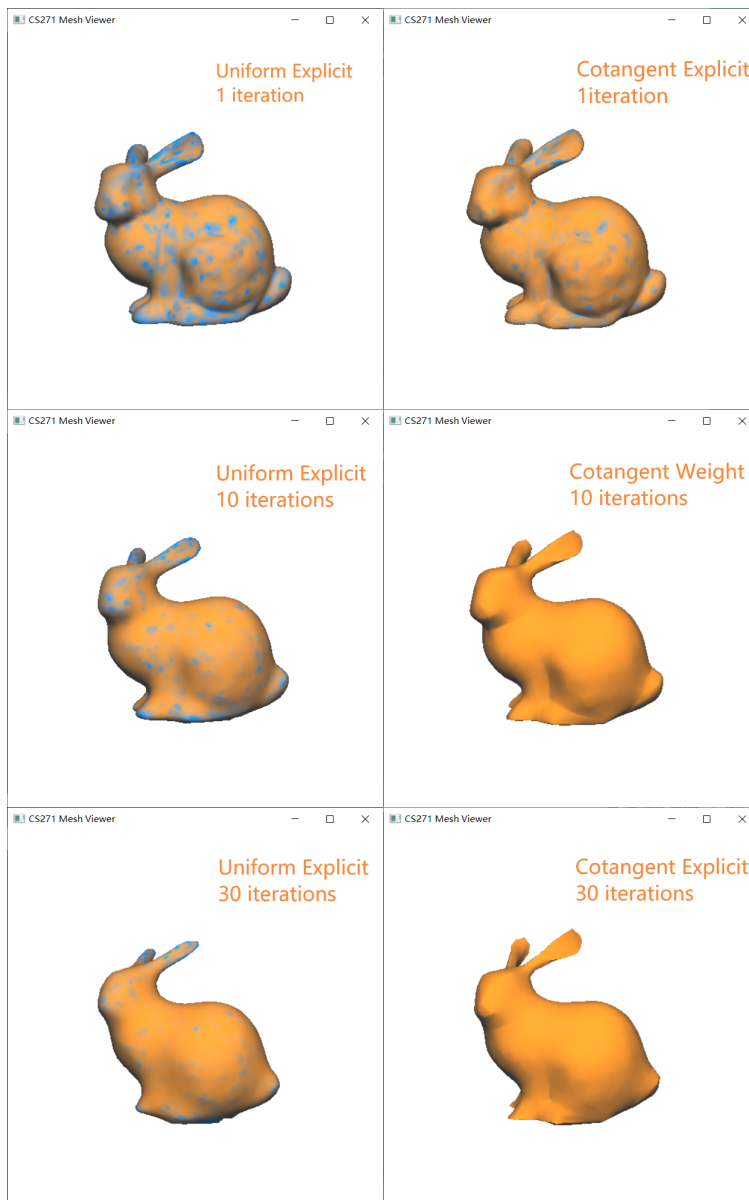 CS271 Mesh Viewer
Uniform Explicit
1 iteration
CS271 Mesh Viewer
Cotangent Explicit
1iteration
CS271 Mesh Viewer
Uniform Explicit
10 iterations
CS271 Mesh Viewer
Cotangent Weight
10 iterations
CS271 Mesh Viewer
Uniform Explicit
30 iterations
CS271 Mesh Viewer
Cotangent Explicit
30 iterations